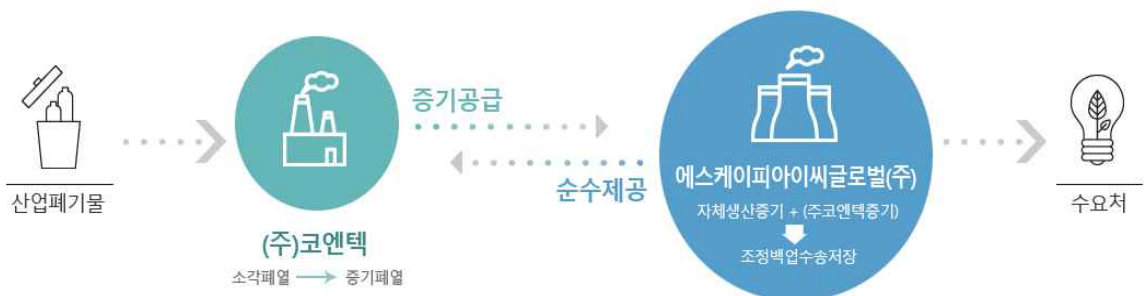 산업폐기물
(주)코엔텍
소각폐열 → 증기폐열
증기공급
순수제공
에스케이피아이씨글로벌(주)
자체생산증기 + (주코엔텍증기)
조정백업수송저장
수요처